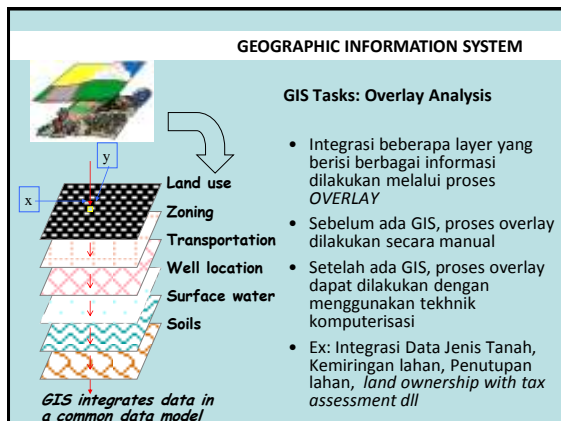 GEOGRAPHIC INFORMATION SYSTEM
GIS Tasks: Overlay Analysis
y
x
Land use
Zoning
Transportation
Well location
Surface water
Soils
GIS integrates data in
a common data model
• Integrasi beberapa layer yang
berisi berbagai informasi
dilakukan melalui proses
OVERLAY
• Sebelum ada GIS, proses overlay
dilakukan secara manual
• Setelah ada GIS, proses overlay
dapat dilakukan dengan
menggunakan tekhnik
komputerisasi
• Ex: Integrasi Data Jenis Tanah,
Kemiringan lahan, Penutupan
lahan, land ownership with tax
assessment dll